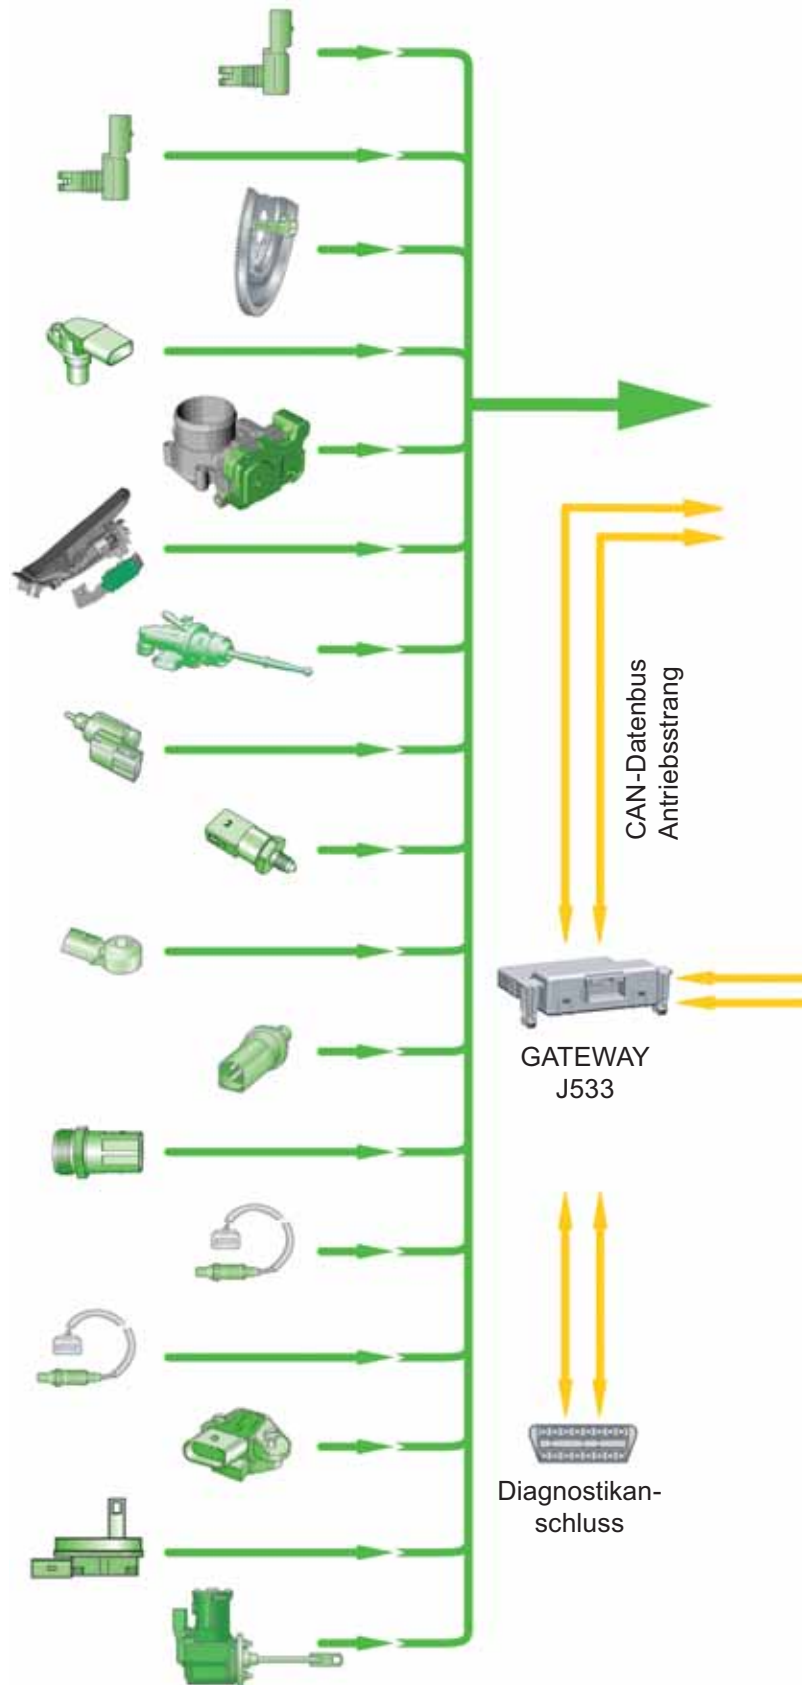 CAN-Datenbus
Antriebsstrang
GATEWAY
J533
Diagnostikan-
schluss